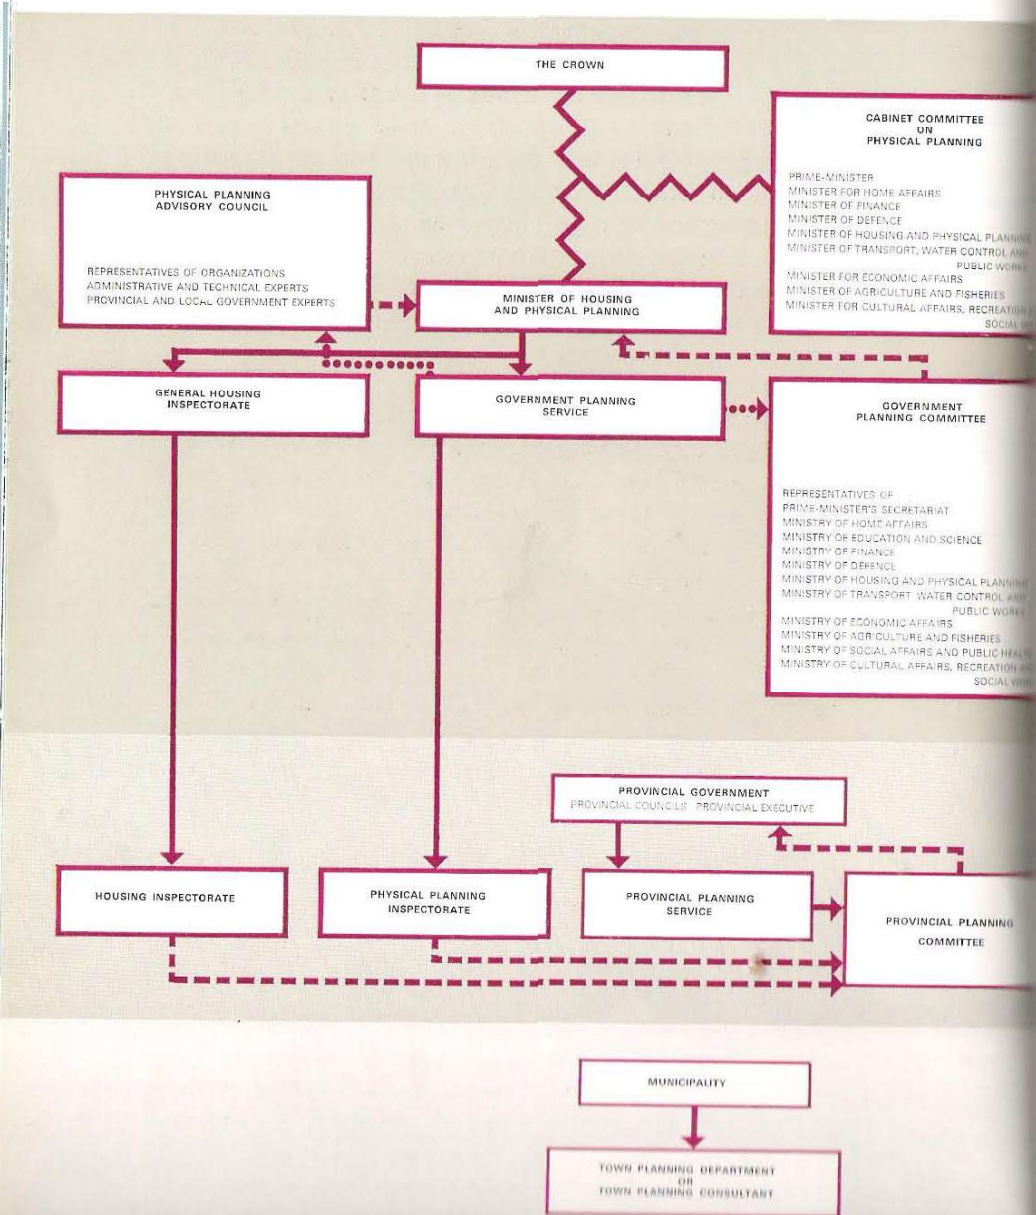 THE CROWN
CABINET COMMITTEE
ON
PHYSICAL PLANNING
PRIME-MINISTER
MINISTER FOR HOME AFFAIRS
MINISTER OF FINANCE
MINISTER OF DEFENCE
MINISTER OF HOUSING AND PHYSICAL PLANNING
MINISTER OF TRANSPORT, WATER CONTROL AND
PUBLIC WORKS
MINISTER FOR ECONOMIC AFFAIRS
MINISTER OF AGRICULTURE AND FISHERIES
MINISTER FOR CULTURAL AFFAIRS, RECREATION
SOCIAL
PHYSICAL PLANNING
ADVISORY COUNCIL
REPRESENTATIVES OF ORGANIZATIONS
ADMINISTRATIVE AND TECHNICAL EXPERTS
PROVINCIAL AND LOCAL GOVERNMENT EXPERTS
MINISTER OF HOUSING
AND PHYSICAL PLANNING
GENERAL HOUSING
INSPECTORATE
GOVERNMENT PLANNING
SERVICE
GOVERNMENT
PLANNING COMMITTEE
REPRESENTATIVES OF
PRIME-MINISTER'S SECRETARIAT
MINISTRY OF HOME AFFAIRS
MINISTRY OF EDUCATION AND SCIENCE
MINISTRY OF FINANCE
MINISTRY OF DEFENCE
MINISTRY OF HOUSING AND PHYSICAL PLANNING
MINISTRY OF TRANSPORT WATER CONTROL AND
PUBLIC WORKS
MINISTRY OF ECONOMIC AFFAIRS
MINISTRY OF AGRICULTURE AND FISHERIES
MINISTRY OF SOCIAL AFFAIRS AND PUBLIC HEALTH
MINISTRY OF CULTURAL AFFAIRS, RECREATION
SOCIAL
PROVINCIAL GOVERNMENT
PROVINCIAL COUNCILS PROVINCIAL EXECUTIVE
HOUSING INSPECTORATE
PHYSICAL PLANNING
INSPECTORATE
PROVINCIAL PLANNING
SERVICE
PROVINCIAL PLANNING
COMMITTEE
MUNICIPALITY
TOWN PLANNING DEPARTMENT
OR
TOWN PLANNING CONSULTANT